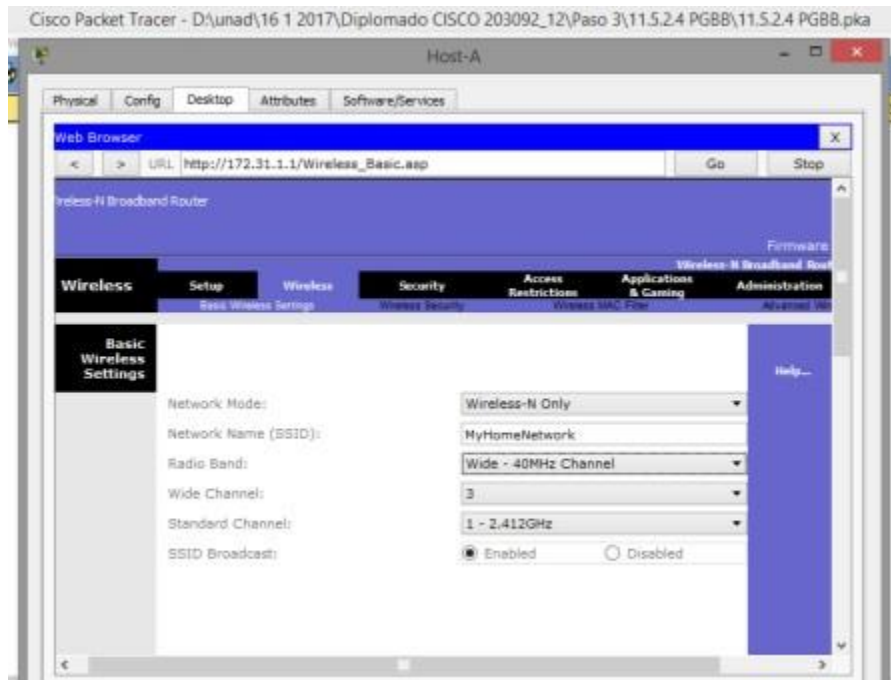 Cisco Packet Tracer - D:\unad\16 1 2017\Diplomado CISCO 203092_12\Paso 3\11.5.2.4 PGBB\11.5.2.4 PGBB.pka
Host-A
Physical Config Desktop Attributes Software/Services
Web Browser X
< > URL http://172.31.1.1/Wireless_Basic.asp Go Stop
ireless-N Broadband Router
Firmware
Wireless-N Broadband Rout
Wireless Setup Wireless Security Access Restrictions Applications & Gaming Administration
Basic Wireless Settings Wireless Security Wireless MAC Filter Advanced Wir
Basic Wireless Settings
Help...
Network Mode: Wireless-N Only
Network Name (SSID): MyHomeNetwork
Radio Band: Wide - 40MHz Channel
Wide Channel: 3
Standard Channel: 1 - 2.412GHz
SSID Broadcast: Enabled Disabled